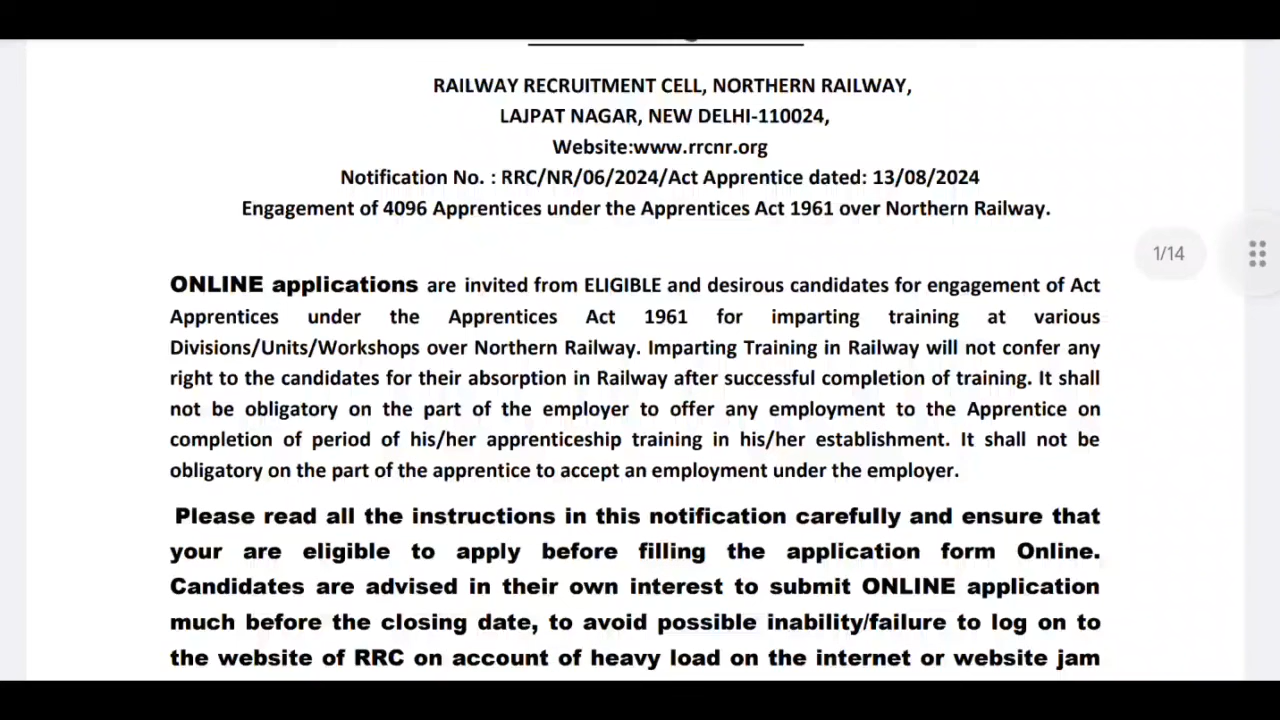 RAILWAY RECRUITMENT CELL, NORTHERN RAILWAY,
LAJPAT NAGAR, NEW DELHI-110024,
Website:www.rrcnr.org
Notification No. : RRC/NR/06/2024/Act Apprentice dated: 13/08/2024
Engagement of 4096 Apprentices under the Apprentices Act 1961 over Northern Railway.
1/14
ONLINE applications are invited from ELIGIBLE and desirous candidates for engagement of Act
Apprentices under the Apprentices Act 1961 for imparting training at various
Divisions/Units/Workshops over Northern Railway. Imparting Training in Railway will not confer any
right to the candidates for their absorption in Railway after successful completion of training. It shall
not be obligatory on the part of the employer to offer any employment to the Apprentice on
completion of period of his/her apprenticeship training in his/her establishment. It shall not be
obligatory on the part of the apprentice to accept an employment under the employer.
Please read all the instructions in this notification carefully and ensure that
your are eligible to apply before filling the application form Online.
Candidates are advised in their own interest to submit ONLINE application
much before the closing date, to avoid possible inability/failure to log on to
the website of RRC on account of heavy load on the internet or website jam